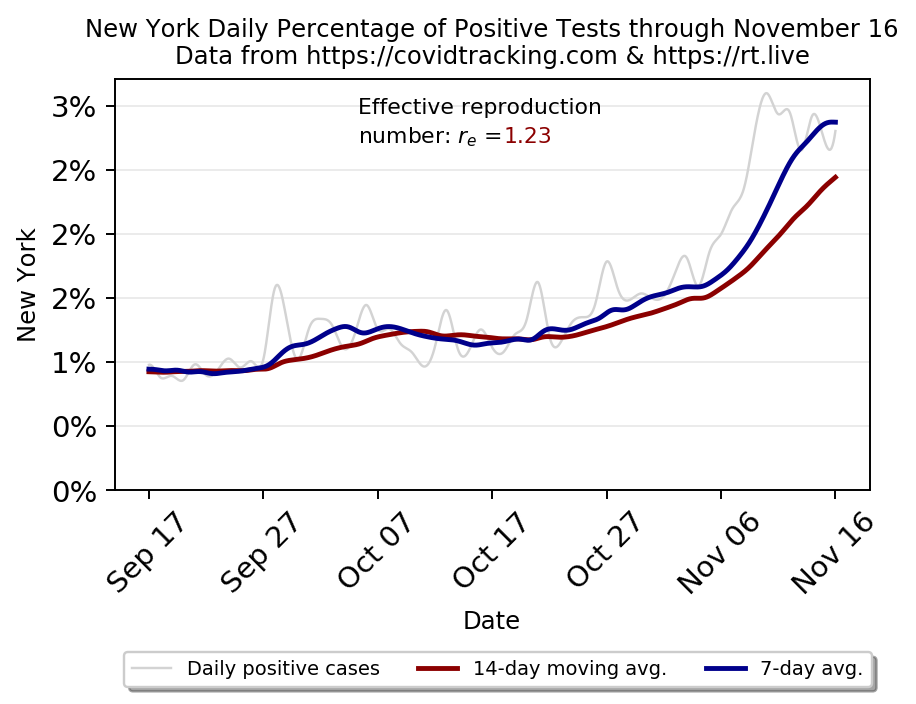 New York Daily Percentage of Positive Tests through November 16
Data from https://covidtracking.com & https://rt.live
Effective reproduction
number: r_e =1.23
New York
3%
2%
2%
2%
1%
0%
0%
Sep 17
Sep 27
Oct 07
Oct 17
Oct 27
Nov 06
Nov 16
Date
Daily positive cases
14-day moving avg.
7-day avg.